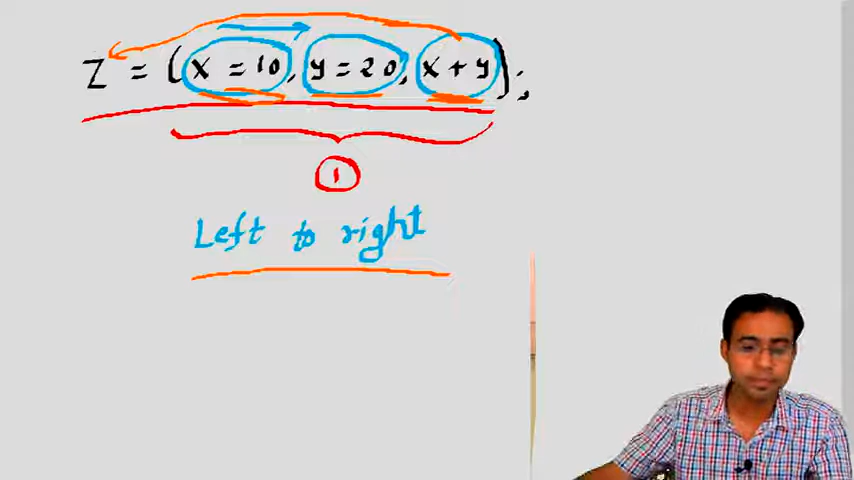 Z = (x = 10, y = 20, x + y);
1
Left to right